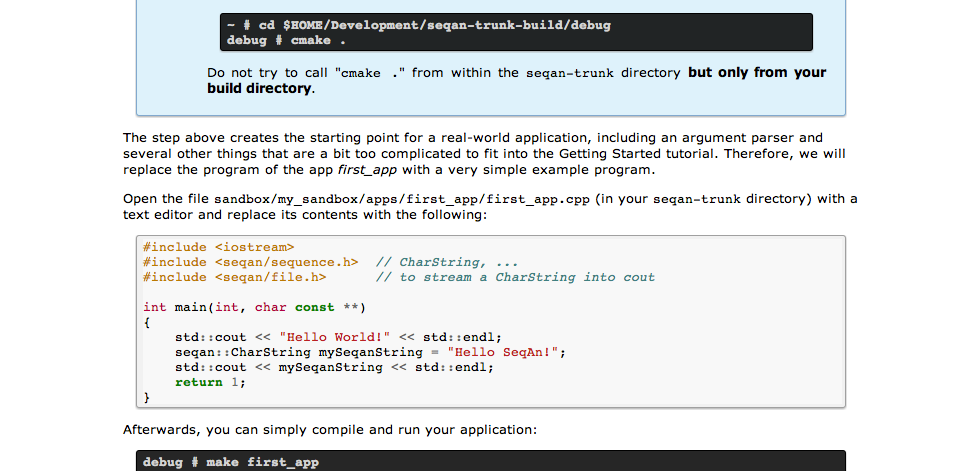 ~ # cd $HOME/Development/seqan-trunk-build/debug
debug # cmake .
Do not try to call "cmake ." from within the seqan-trunk directory but only from your
build directory.
The step above creates the starting point for a real-world application, including an argument parser and
several other things that are a bit too complicated to fit into the Getting Started tutorial. Therefore, we will
replace the program of the app first_app with a very simple example program.
Open the file sandbox/my_sandbox/apps/first_app/first_app.cpp (in your seqan-trunk directory) with a
text editor and replace its contents with the following:
#include <iostream>
#include <seqan/sequence.h>  // CharString, ...
#include <seqan/file.h>      // to stream a CharString into cout
int main(int, char const **)
{
    std::cout << "Hello World!" << std::endl;
    seqan::CharString mySeqanString = "Hello SeqAn!";
    std::cout << mySeqanString << std::endl;
    return 1;
}
Afterwards, you can simply compile and run your application:
debug # make first_app